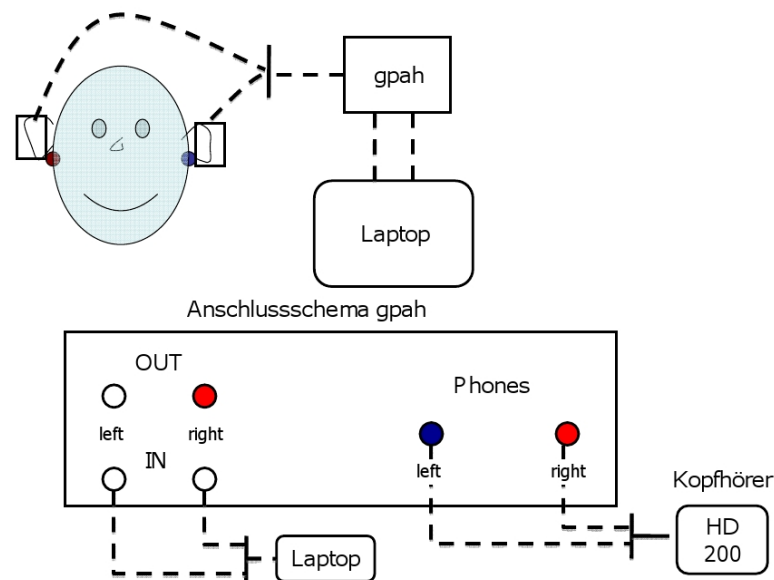 gpah
Laptop
Anschlussschema gpah
OUT
Phones
left
right
IN
left
right
Kopfhörer
HD
200
Laptop